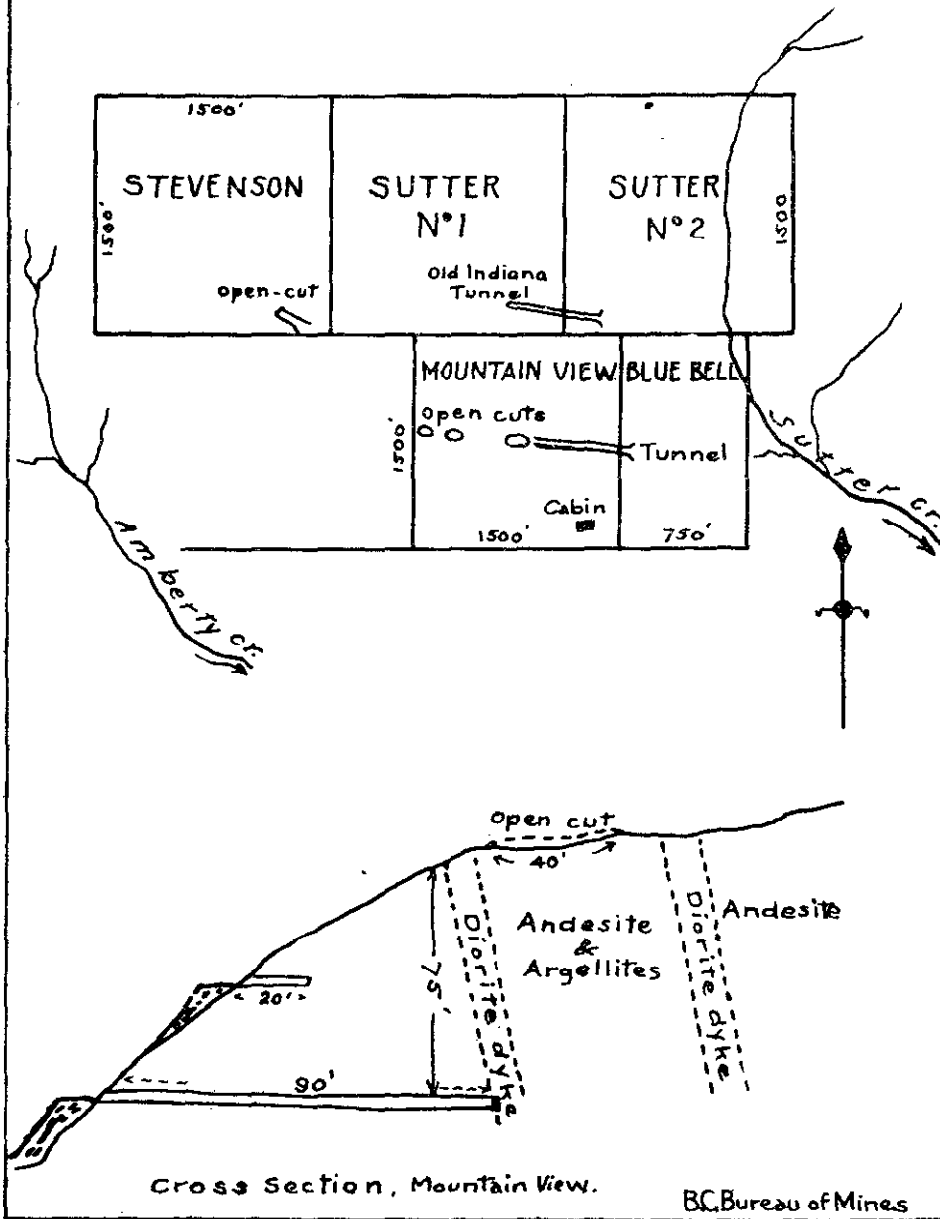 1500'
STEVENSON
SUTTER
Nº1
SUTTER
Nº2
1500'
1500
Open-cut
Old Indiana
Tunnel
MOUNTAIN VIEW
BLUE BELL
Open cuts
1500'
Tunnel
Cabin
1500'
750'
Sutter cr.
Amberty cr.
Open cut
40'
Diorite dyke
Andesite
&
Argellites
Diorite dyke
Andesite
75'
20'
90'
Cross Section, Mountain View.
B.C. Bureau of Mines